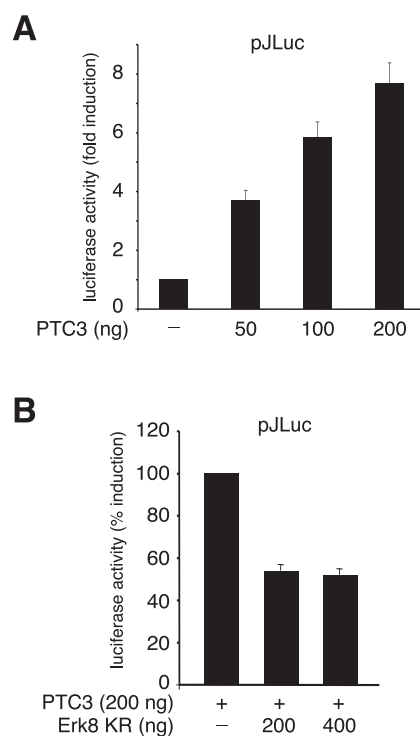 A
pJLuc
luciferase activity (fold induction)
8
6
4
2
0
PTC3 (ng) – 50 100 200
B
pJLuc
luciferase activity (% induction)
120
100
80
60
40
20
0
PTC3 (200 ng) + + +
Erk8 KR (ng) – 200 400